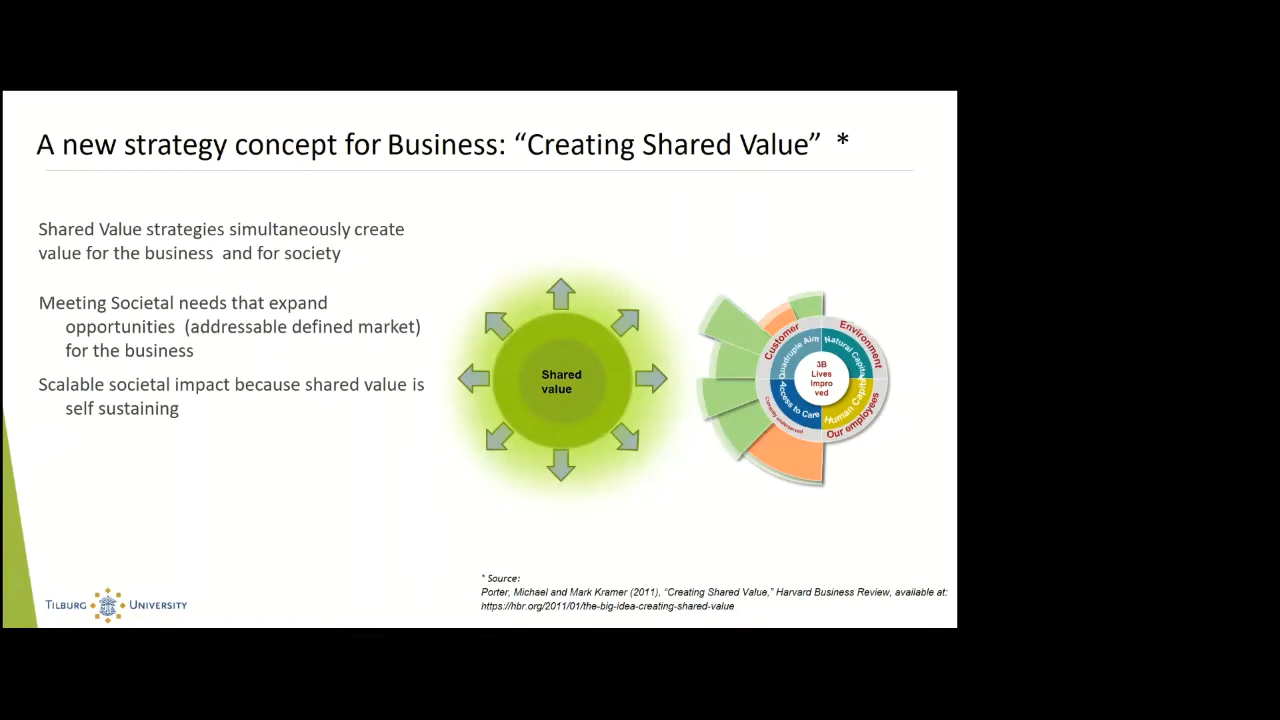 A new strategy concept for Business: “Creating Shared Value” *
Shared Value strategies simultaneously create
value for the business and for society
Meeting Societal needs that expand
opportunities (addressable defined market)
for the business
Scalable societal impact because shared value is
self sustaining
Shared
value
Customer
Environment
Quadruple Aim
Natural Capital
3B
Lives
Impro
ved
Access to Care
Human Capital
Currently underserved
Our employees
* Source:
Porter, Michael and Mark Kramer (2011), “Creating Shared Value,” Harvard Business Review, available at:
https://hbr.org/2011/01/the-big-idea-creating-shared-value
TILBURG UNIVERSITY